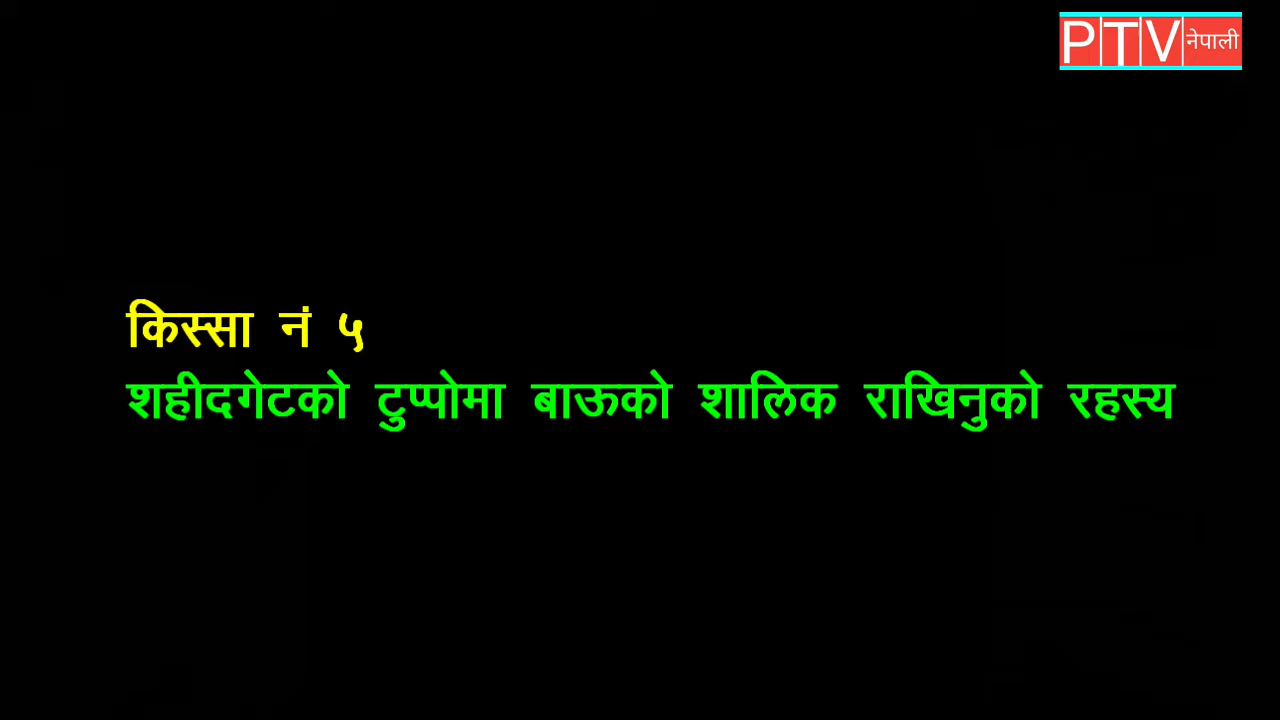 PTV नेपाली
किस्सा नं ५
शहीदगेटको टुप्पोमा बाऊको शालिक राखिनुको रहस्य